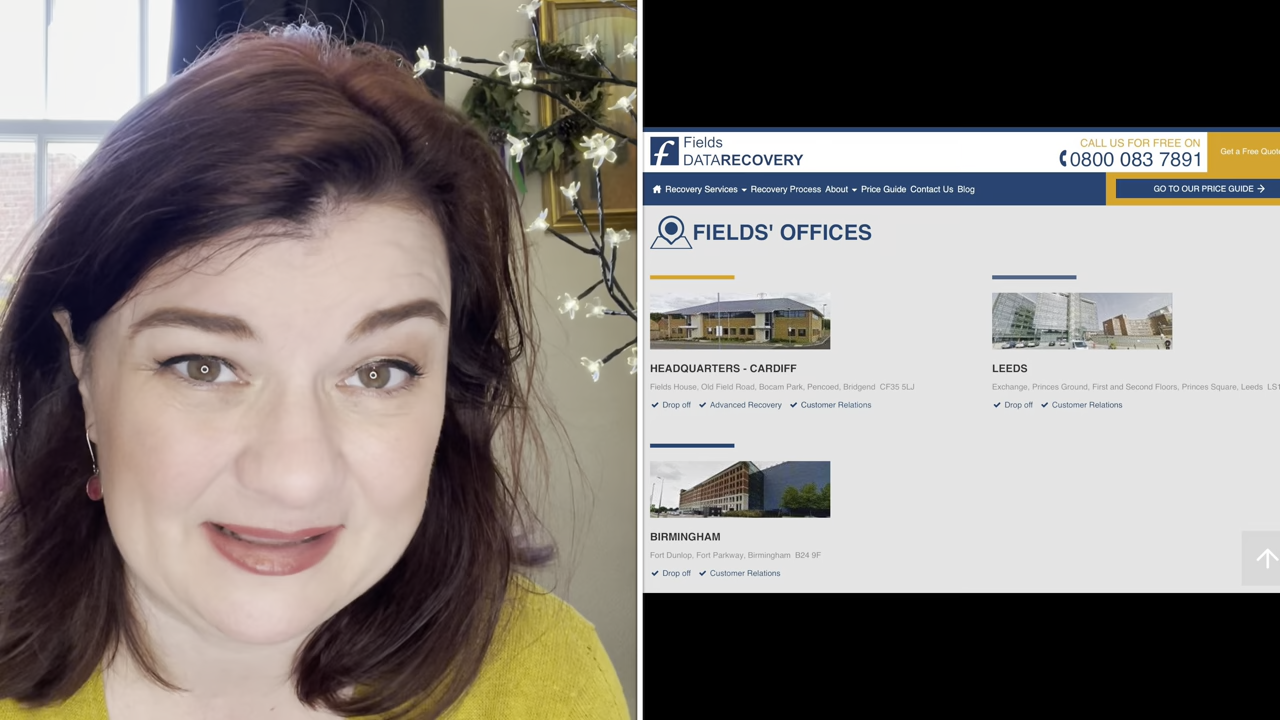 Fields
DATARECOVERY
CALL US FOR FREE ON
0800 083 7891
Get a Free Quote
Recovery Services Recovery Process About Price Guide Contact Us Blog
GO TO OUR PRICE GUIDE
FIELDS' OFFICES
HEADQUARTERS - CARDIFF
Fields House, Old Field Road, Bocam Park, Pencoed, Bridgend CF35 5LJ
Drop off Advanced Recovery Customer Relations
LEEDS
Exchange, Princes Ground, First and Second Floors, Princes Square, Leeds LS1
Drop off Customer Relations
BIRMINGHAM
Fort Dunlop, Fort Parkway, Birmingham B24 9F
Drop off Customer Relations